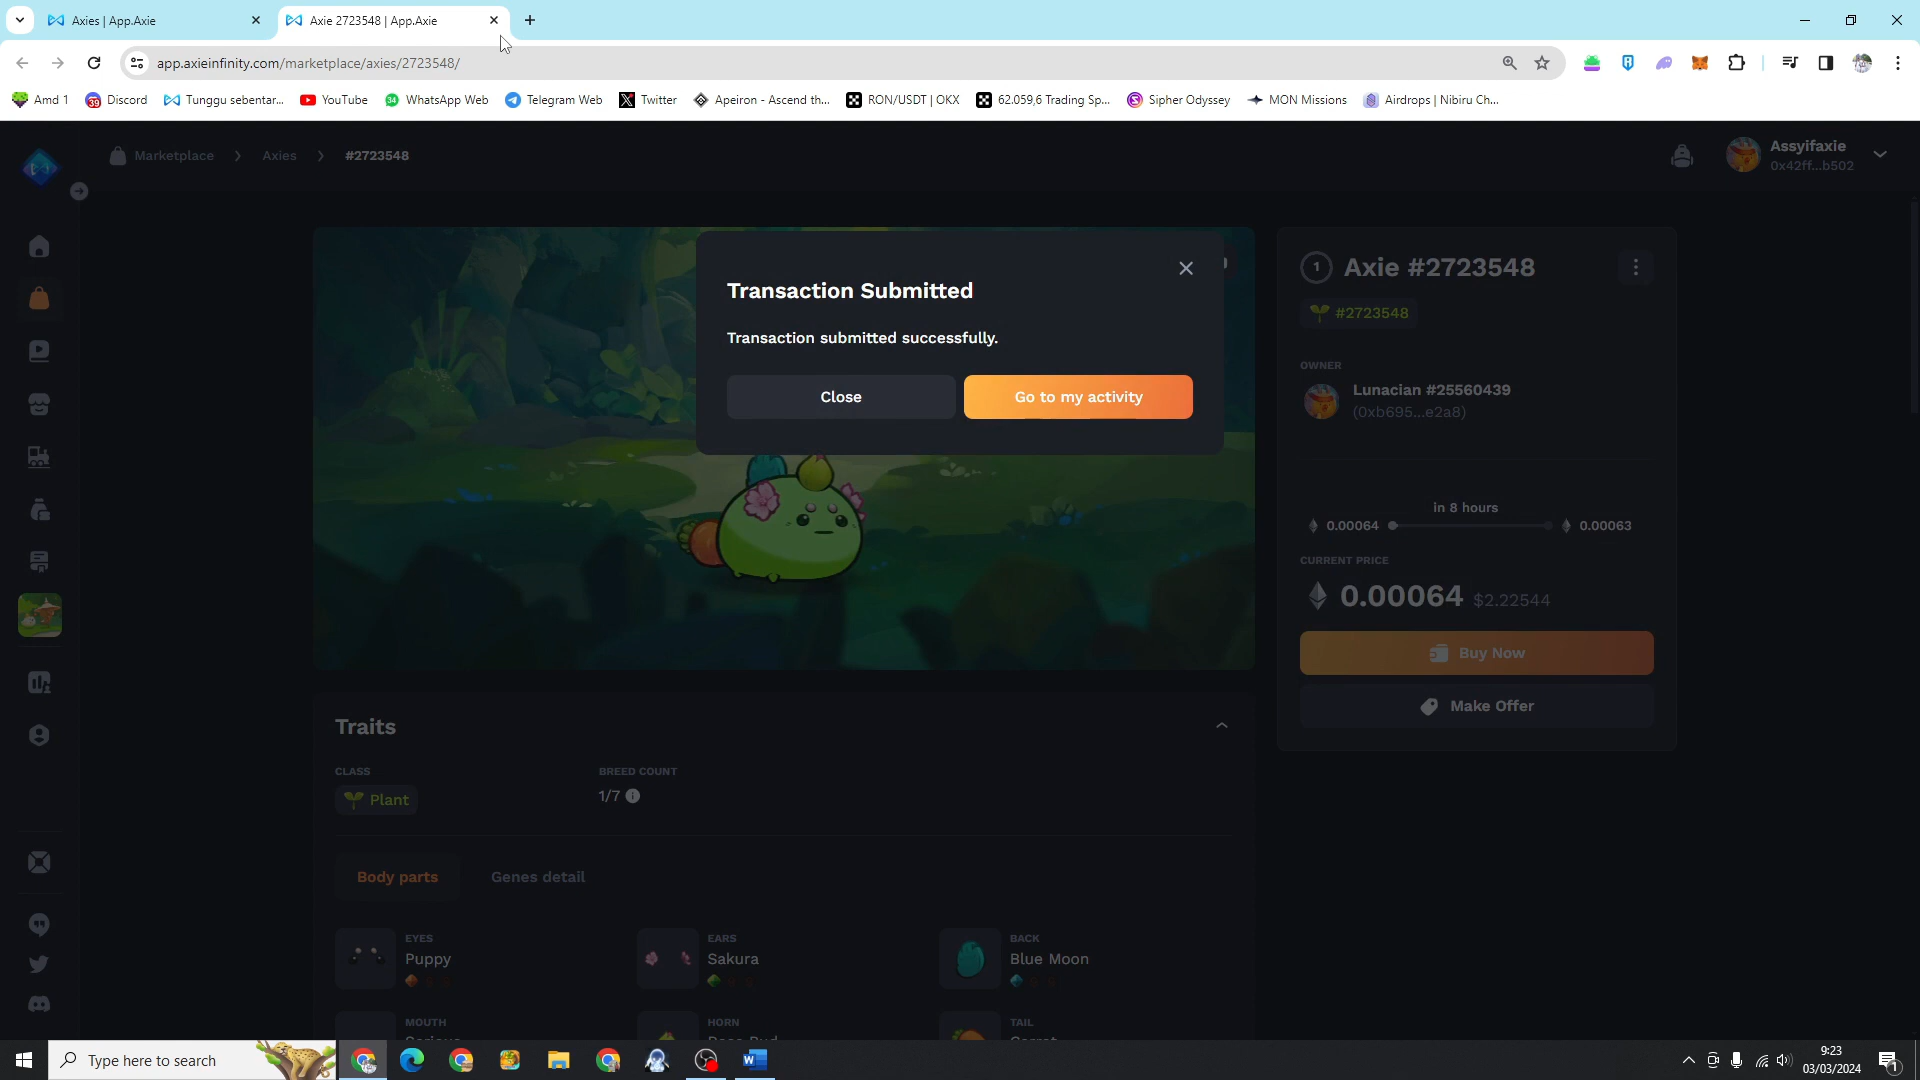 Axies | App.Axie
Axie 2723548 | App.Axie
app.axieinfinity.com/marketplace/axies/2723548/
Amd 1
39
Discord
Tunggu sebentar...
YouTube
34
WhatsApp Web
Telegram Web
Twitter
Apeiron - Ascend th...
RON/USDT | OKX
62.059,6 Trading Sp...
Sipher Odyssey
MON Missions
Airdrops | Nibiru Ch...
Marketplace
Axies
#2723548
Assyifaxie
0x42ff...b502
Transaction Submitted
Transaction submitted successfully.
Close
Go to my activity
1
Axie #2723548
#2723548
OWNER
Lunacian #25560439
(0xb695...e2a8)
in 8 hours
0.00064
0.00063
CURRENT PRICE
0.00064 $2.22544
Buy Now
Make Offer
Traits
CLASS
Plant
BREED COUNT
1/7
Body parts
Genes detail
EYES
Puppy
EARS
Sakura
BACK
Blue Moon
MOUTH
HORN
TAIL
Type here to search
9:23
03/03/2024
1